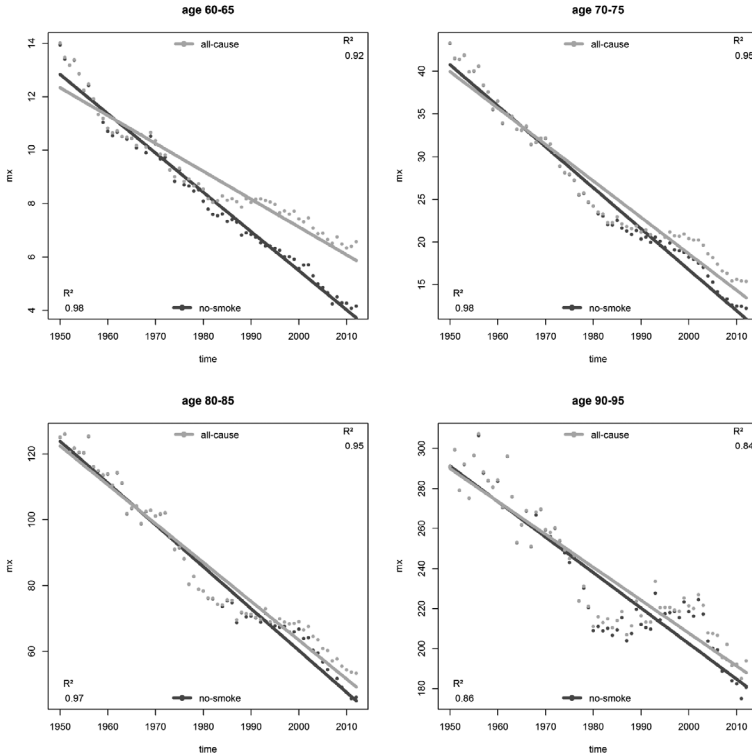 age 60-65
all-cause
R²
0.92
mx
14
12
10
8
6
4
R²
0.98
no-smoke
1950 1960 1970 1980 1990 2000 2010
time
age 70-75
all-cause
R²
0.95
mx
40
35
30
25
20
15
R²
0.98
no-smoke
1950 1960 1970 1980 1990 2000 2010
time
age 80-85
all-cause
R²
0.95
mx
120
100
80
60
R²
0.97
no-smoke
1950 1960 1970 1980 1990 2000 2010
time
age 90-95
all-cause
R²
0.84
mx
300
280
260
240
220
200
180
R²
0.86
no-smoke
1950 1960 1970 1980 1990 2000 2010
time